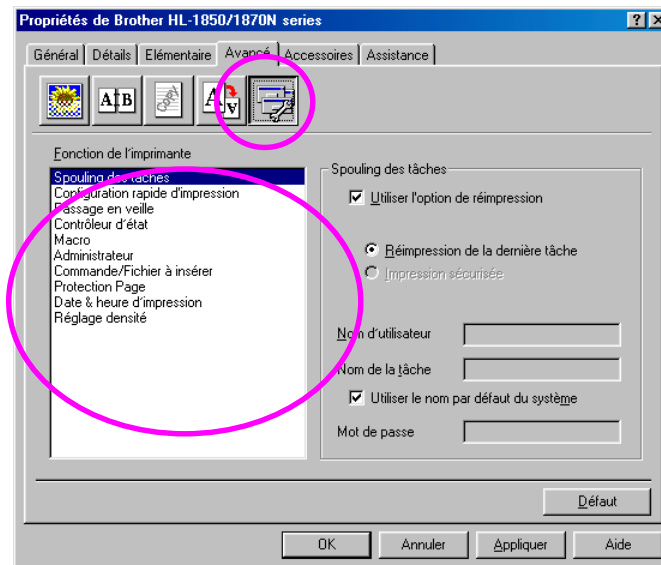 Propriétés de Brother HL-1850/1870N series
Général Détails Elémentaire Avancé Accessoires Assistance
A B
Copy
A A
Fonction de l'imprimante
Spouling des tâches
Configuration rapide d'impression
Passage en veille
Contrôleur d'état
Macro
Administrateur
Commande/Fichier à insérer
Protection Page
Date & heure d'impression
Réglage densité
Spouling des tâches
Utiliser l'option de réimpression
Réimpression de la dernière tâche
Impression sécurisée
Nom d'utilisateur
Nom de la tâche
Utiliser le nom par défaut du système
Mot de passe
Défaut
OK Annuler Appliquer Aide